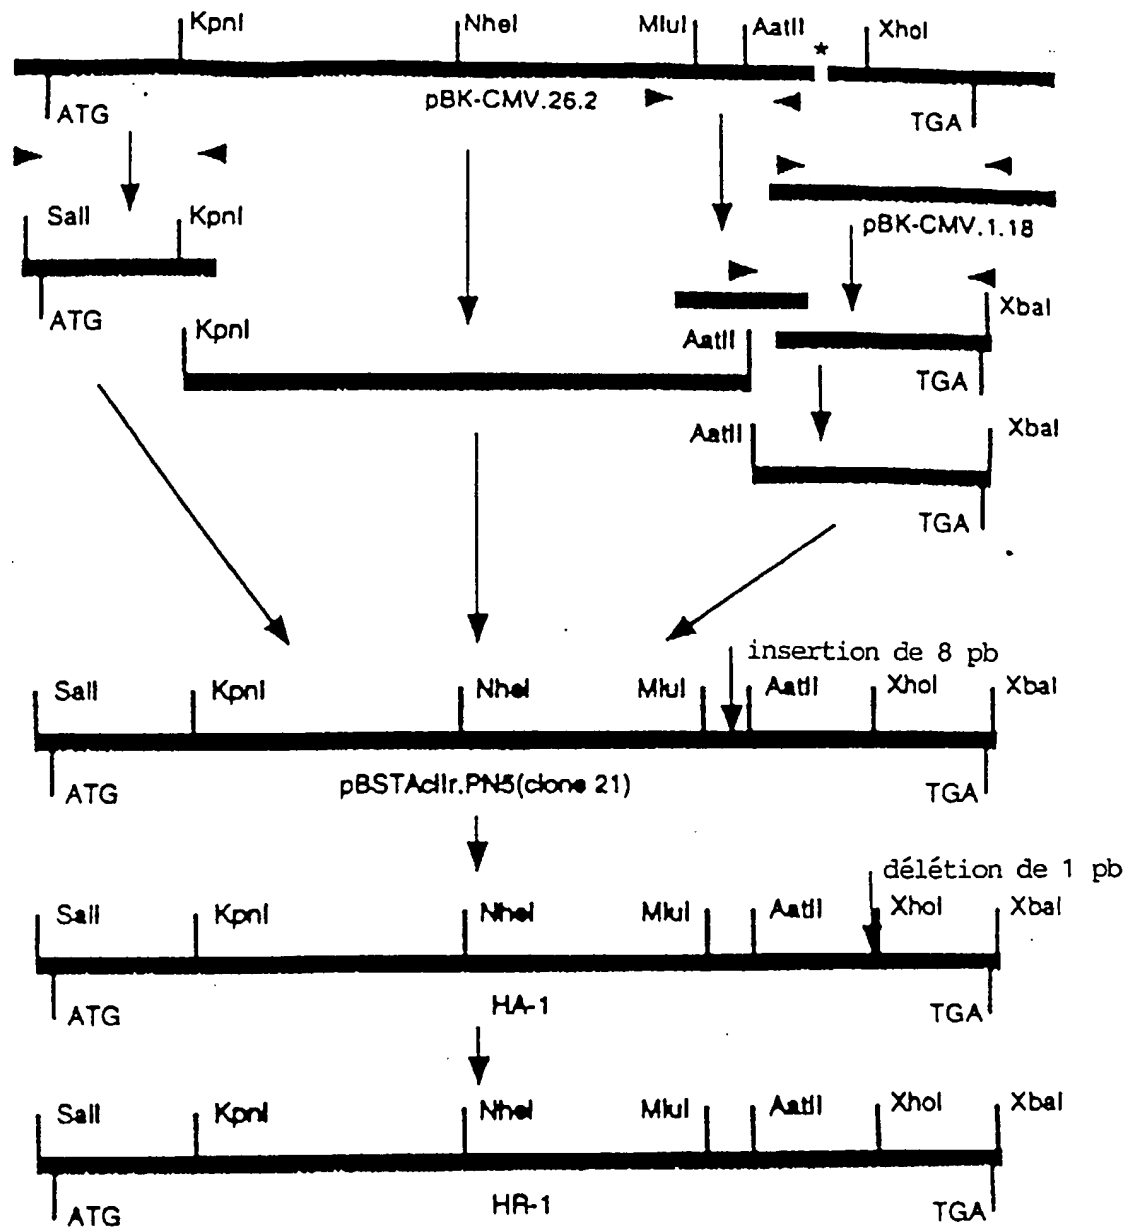 KpnI NheI MluI AatII * XhoI
ATG pBK-CMV.26.2 TGA
SalI KpnI pBK-CMV.1.18
ATG KpnI AatII XbaI
TGA
AatII XbaI
TGA
insertion de 8 pb
SalI KpnI NheI MluI AatII XhoI XbaI
ATG pBSTAcIIr.PN5(clone 21) TGA
délétion de 1 pb
SalI KpnI NheI MluI AatII XhoI XbaI
ATG HA-1 TGA
SalI KpnI NheI MluI AatII XhoI XbaI
ATG HR-1 TGA